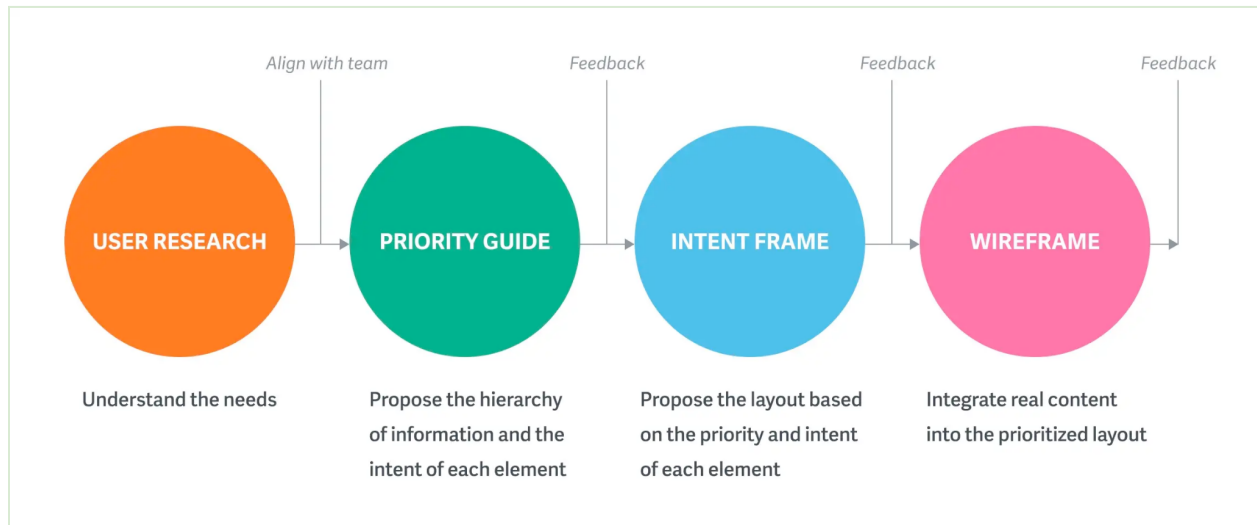 Align with team
Feedback
Feedback
Feedback
USER RESEARCH
PRIORITY GUIDE
INTENT FRAME
WIREFRAME
Understand the needs
Propose the hierarchy
of information and the
intent of each element
Propose the layout based
on the priority and intent
of each element
Integrate real content
into the prioritized layout